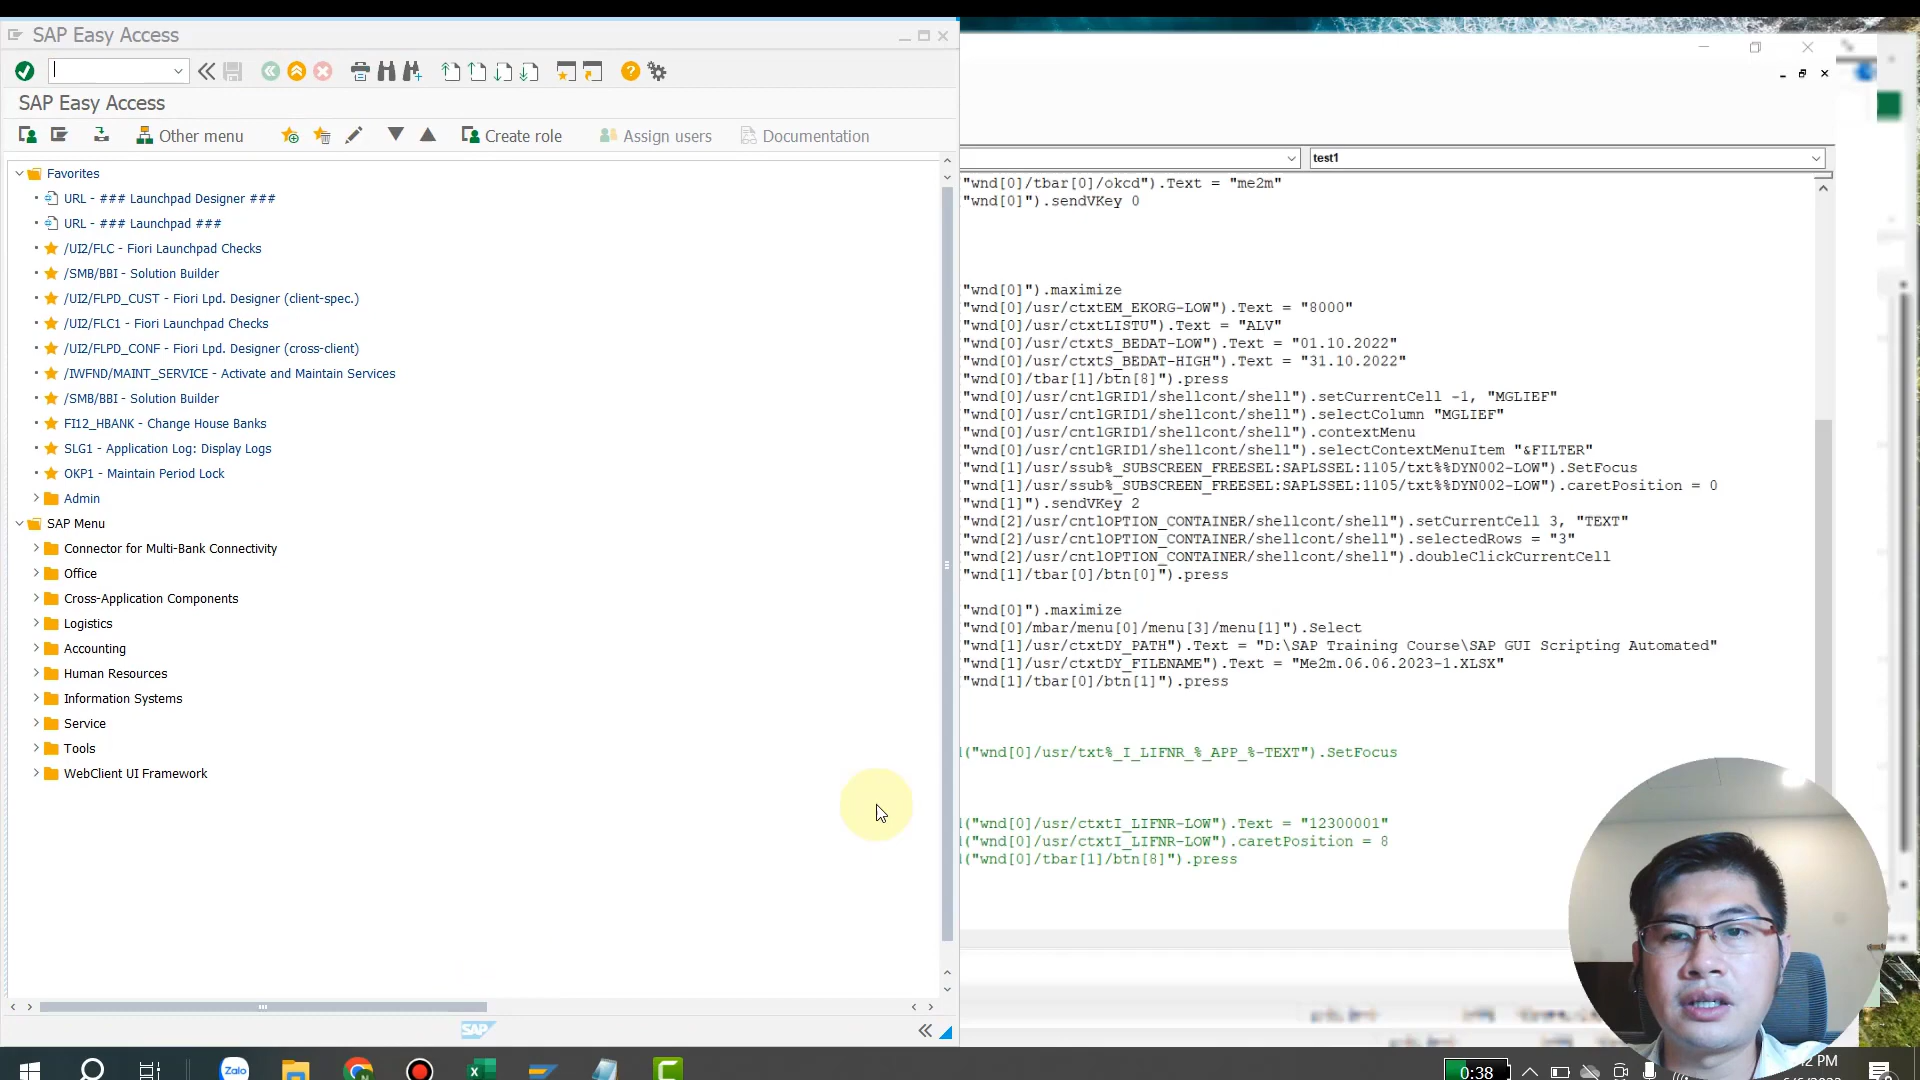 SAP Easy Access
SAP Easy Access
Other menu
Create role
Assign users
Documentation
Favorites
URL - ### Launchpad Designer ###
URL - ### Launchpad ###
/UI2/FLC - Fiori Launchpad Checks
/SMB/BBI - Solution Builder
/UI2/FLPD_CUST - Fiori Lpd. Designer (client-spec.)
/UI2/FLC1 - Fiori Launchpad Checks
/UI2/FLPD_CONF - Fiori Lpd. Designer (cross-client)
/IWFND/MAINT_SERVICE - Activate and Maintain Services
/SMB/BBI - Solution Builder
FI12_HBANK - Change House Banks
SLG1 - Application Log: Display Logs
OKP1 - Maintain Period Lock
Admin
SAP Menu
Connector for Multi-Bank Connectivity
Office
Cross-Application Components
Logistics
Accounting
Human Resources
Information Systems
Service
Tools
WebClient UI Framework
SAP
test1
"wnd[0]/tbar[0]/okcd").Text = "me2m"
"wnd[0]").sendVKey 0
"wnd[0]").maximize
"wnd[0]/usr/ctxtEM_EKORG-LOW").Text = "8000"
"wnd[0]/usr/ctxtLISTU").Text = "ALV"
"wnd[0]/usr/ctxtS_BEDAT-LOW").Text = "01.10.2022"
"wnd[0]/usr/ctxtS_BEDAT-HIGH").Text = "31.10.2022"
"wnd[0]/tbar[1]/btn[8]").press
"wnd[0]/usr/cntlGRID1/shellcont/shell").setCurrentCell -1, "MGLIEF"
"wnd[0]/usr/cntlGRID1/shellcont/shell").selectColumn "MGLIEF"
"wnd[0]/usr/cntlGRID1/shellcont/shell").contextMenu
"wnd[0]/usr/cntlGRID1/shellcont/shell").selectContextMenuItem "&FILTER"
"wnd[1]/usr/ssub%_SUBSCREEN_FREESEL:SAPLSSEL:1105/txt%%DYN002-LOW").SetFocus
"wnd[1]/usr/ssub%_SUBSCREEN_FREESEL:SAPLSSEL:1105/txt%%DYN002-LOW").caretPosition = 0
"wnd[1]").sendVKey 2
"wnd[2]/usr/cntlOPTION_CONTAINER/shellcont/shell").setCurrentCell 3, "TEXT"
"wnd[2]/usr/cntlOPTION_CONTAINER/shellcont/shell").selectedRows = "3"
"wnd[2]/usr/cntlOPTION_CONTAINER/shellcont/shell").doubleClickCurrentCell
"wnd[1]/tbar[0]/btn[0]").press
"wnd[0]").maximize
"wnd[0]/mbar/menu[0]/menu[3]/menu[1]").Select
"wnd[1]/usr/ctxtDY_PATH").Text = "D:\SAP Training Course\SAP GUI Scripting Automated"
"wnd[1]/usr/ctxtDY_FILENAME").Text = "Me2m.06.06.2023-1.XLSX"
"wnd[1]/tbar[0]/btn[1]").press
("wnd[0]/usr/txt%_I_LIFNR_%_APP_%-TEXT").SetFocus
("wnd[0]/usr/ctxtI_LIFNR-LOW").Text = "12300001"
("wnd[0]/usr/ctxtI_LIFNR-LOW").caretPosition = 8
("wnd[0]/tbar[1]/btn[8]").press
Zalo
0:38
PM